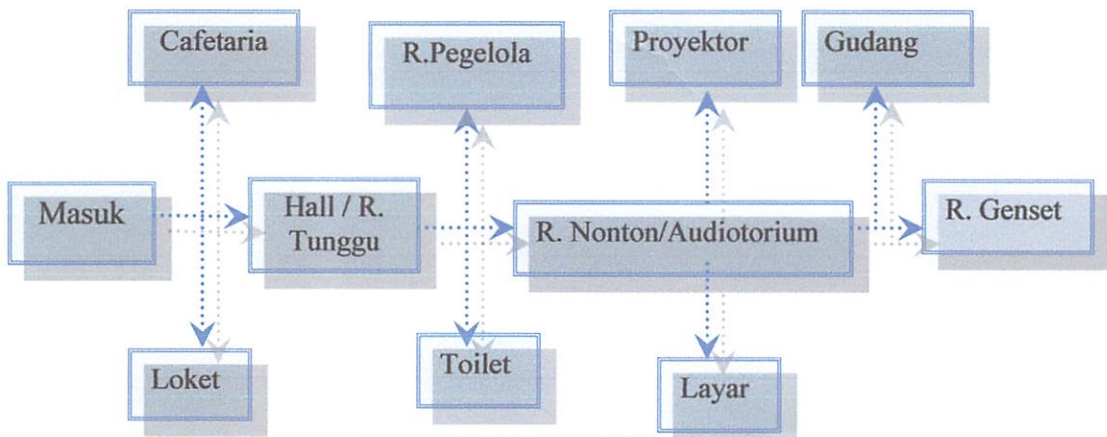 Cafetaria
R.Pegelola
Proyektor
Gudang
Masuk
Hall / R.
Tunggu
R. Nonton/Audiotorium
R. Genset
Loket
Toilet
Layar